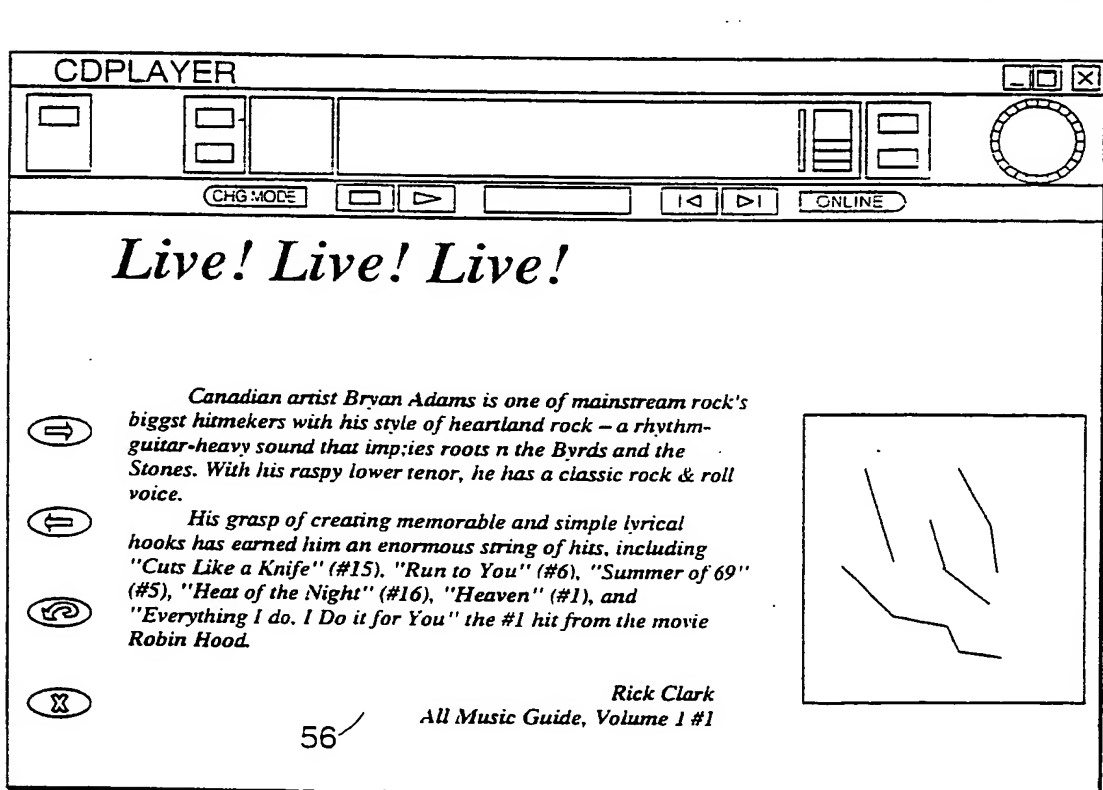 CDPLAYER
CHG MODE
ONLINE
Live! Live! Live!
Canadian artist Bryan Adams is one of mainstream rock's
biggst hitmekers with his style of heartland rock – a rhythm-
guitar-heavy sound that imp;ies roots n the Byrds and the
Stones. With his raspy lower tenor, he has a classic rock & roll
voice.
His grasp of creating memorable and simple lyrical
hooks has earned him an enormous string of hits, including
"Cuts Like a Knife" (#15), "Run to You" (#6), "Summer of 69"
(#5), "Heat of the Night" (#16), "Heaven" (#1), and
"Everything I do, I Do it for You" the #1 hit from the movie
Robin Hood.
Rick Clark
All Music Guide, Volume 1 #1
56